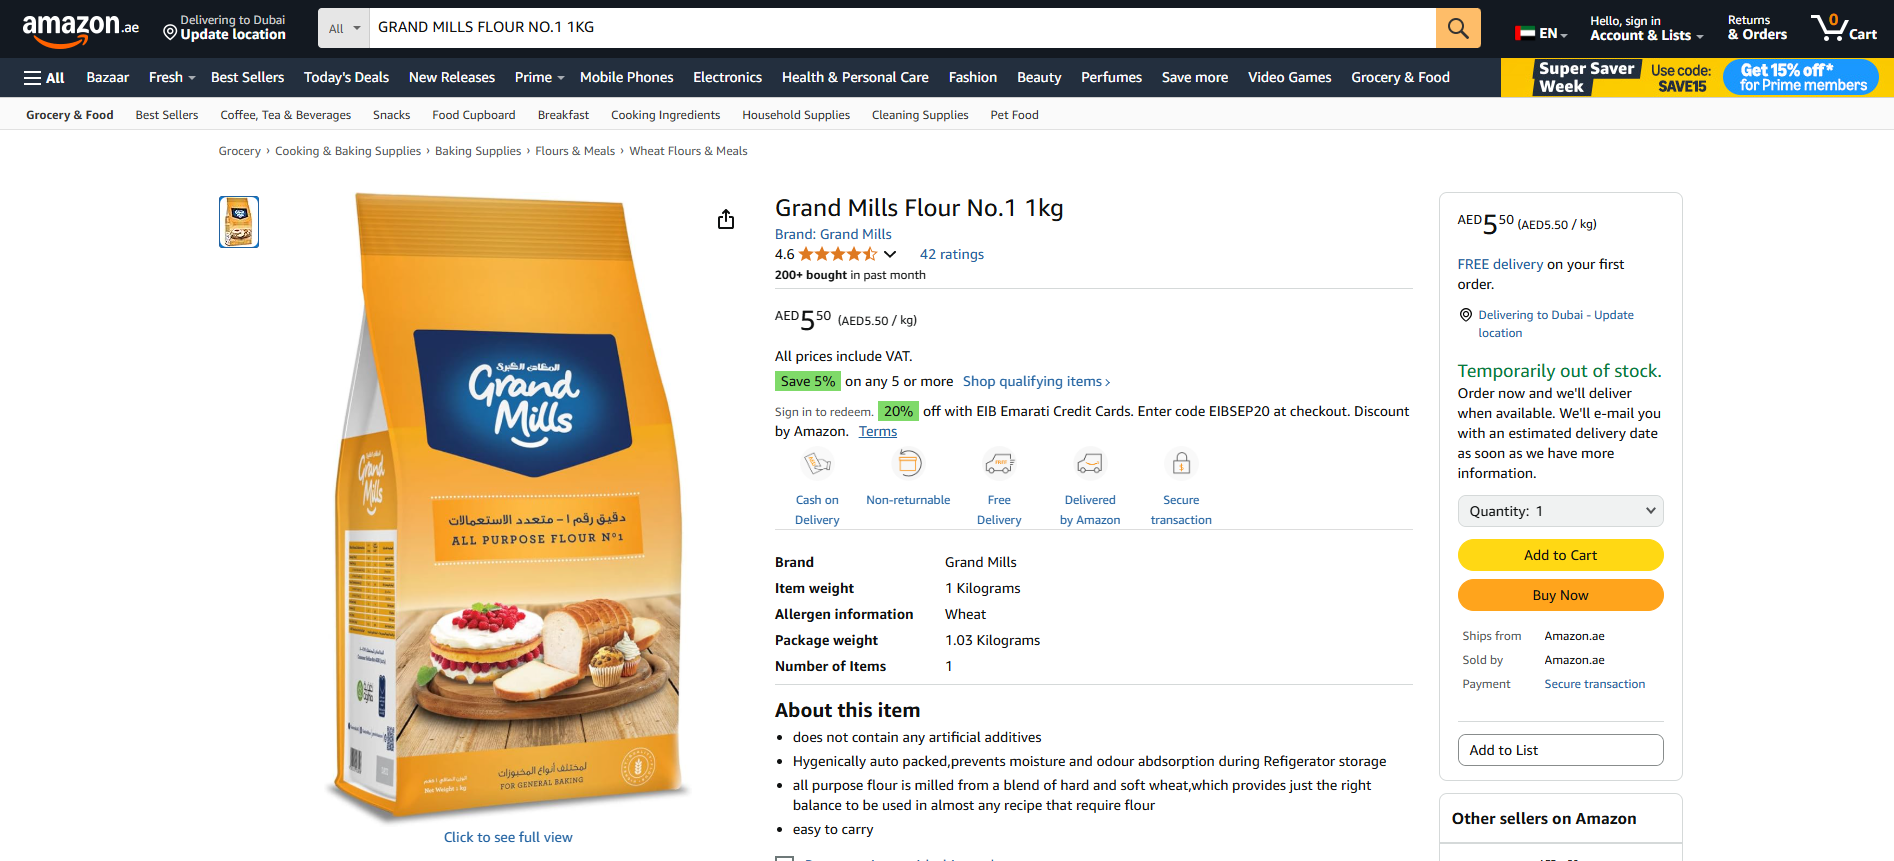 amazon.ae
Delivering to Dubai
Update location
All
GRAND MILLS FLOUR NO.1 1KG
EN
Hello, sign in
Account & Lists
Returns
& Orders
0
Cart
All
Bazaar
Fresh
Best Sellers
Today's Deals
New Releases
Prime
Mobile Phones
Electronics
Health & Personal Care
Fashion
Beauty
Perfumes
Save more
Video Games
Grocery & Food
Super Saver
Week
Use code:
SAVE15
Get 15% off*
for Prime members
Grocery & Food
Best Sellers
Coffee, Tea & Beverages
Snacks
Food Cupboard
Breakfast
Cooking Ingredients
Household Supplies
Cleaning Supplies
Pet Food
Grocery › Cooking & Baking Supplies › Baking Supplies › Flours & Meals › Wheat Flours & Meals
المطاحن الكبرى
Grand
Mills
Grand
Mills
دقيق رقم ١ – متعدد الاستعمالات
ALL PURPOSE FLOUR Nº1
لمختلف أنواع المخبوزات
FOR GENERAL BAKING
Net Weight 1 kg
Click to see full view
Grand Mills Flour No.1 1kg
Brand: Grand Mills
4.6
42 ratings
200+ bought in past month
AED 5 50 (AED5.50 / kg)
All prices include VAT.
Save 5% on any 5 or more Shop qualifying items ›
Sign in to redeem. 20% off with EIB Emarati Credit Cards. Enter code EIBSEP20 at checkout. Discount
by Amazon. Terms
Cash on
Delivery
Non-returnable
Free
Delivery
Delivered
by Amazon
Secure
transaction
Brand Grand Mills
Item weight 1 Kilograms
Allergen information Wheat
Package weight 1.03 Kilograms
Number of Items 1
About this item
• does not contain any artificial additives
• Hygenically auto packed,prevents moisture and odour abdsorption during Refigerator storage
• all purpose flour is milled from a blend of hard and soft wheat,which provides just the right
balance to be used in almost any recipe that require flour
• easy to carry
AED 5 50 (AED5.50 / kg)
FREE delivery on your first
order.
Delivering to Dubai - Update
location
Temporarily out of stock.
Order now and we'll deliver
when available. We'll e-mail you
with an estimated delivery date
as soon as we have more
information.
Quantity: 1
Add to Cart
Buy Now
Ships from Amazon.ae
Sold by Amazon.ae
Payment Secure transaction
Add to List
Other sellers on Amazon